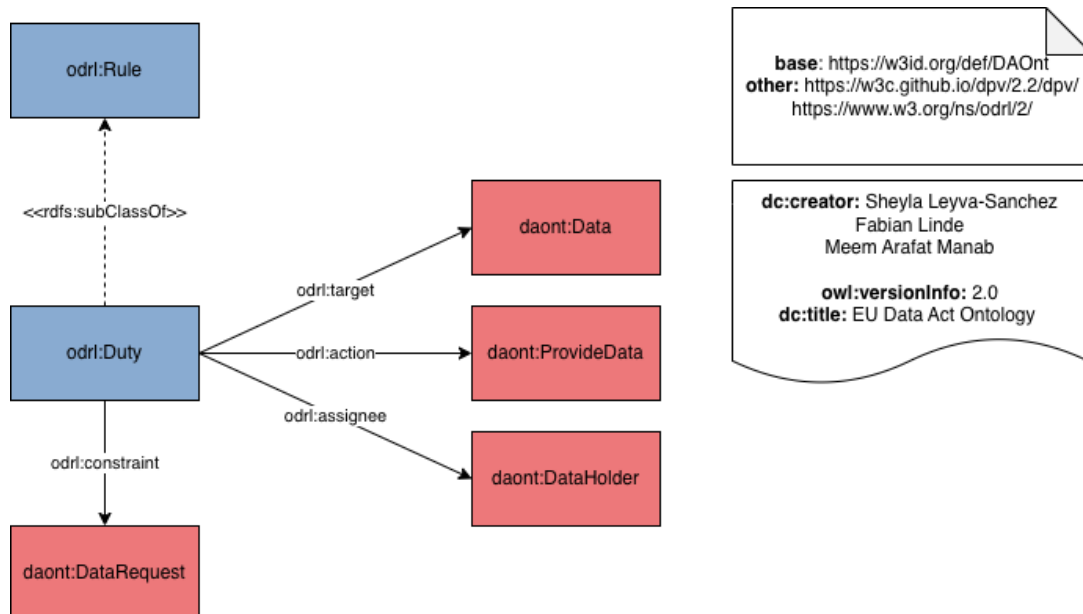 odrl:Rule
<<rdfs:subClassOf>>
odrl:Duty
odrl:constraint
daont:DataRequest
odrl:target
odrl:action
odrl:assignee
daont:Data
daont:ProvideData
daont:DataHolder
base: https://w3id.org/def/DAOnt
other: https://w3c.github.io/dpv/2.2/dpv/
https://www.w3.org/ns/odrl/2/
dc:creator: Sheyla Leyva-Sanchez
Fabian Linde
Meem Arafat Manab
owl:versionInfo: 2.0
dc:title: EU Data Act Ontology